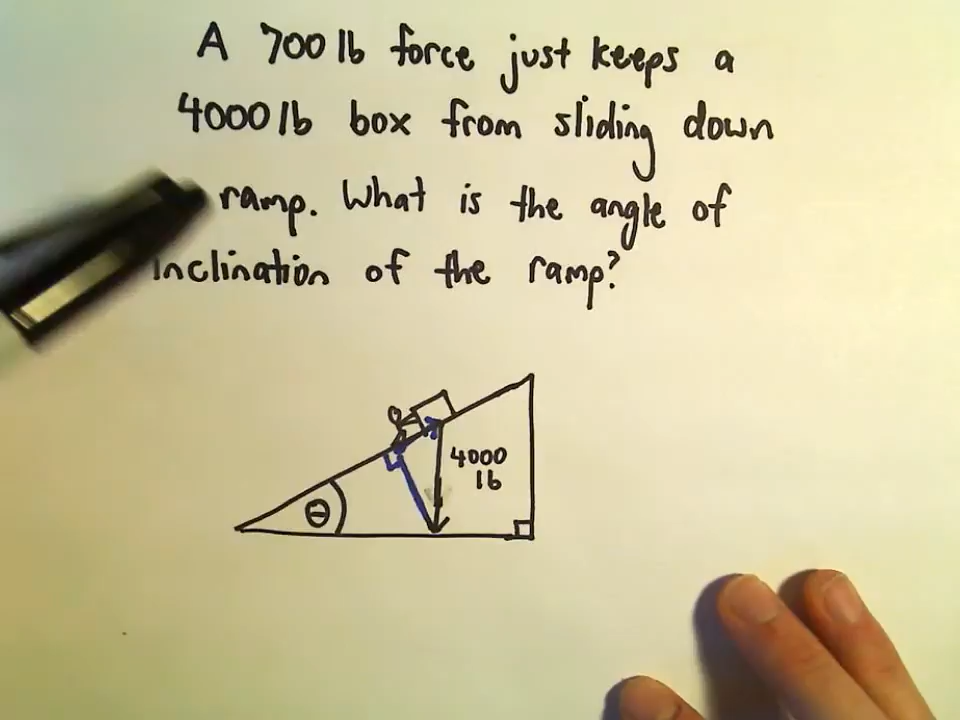 A 700 lb force just keeps a
4000 lb box from sliding down
ramp. What is the angle of
inclination of the ramp?
4000
lb
θ